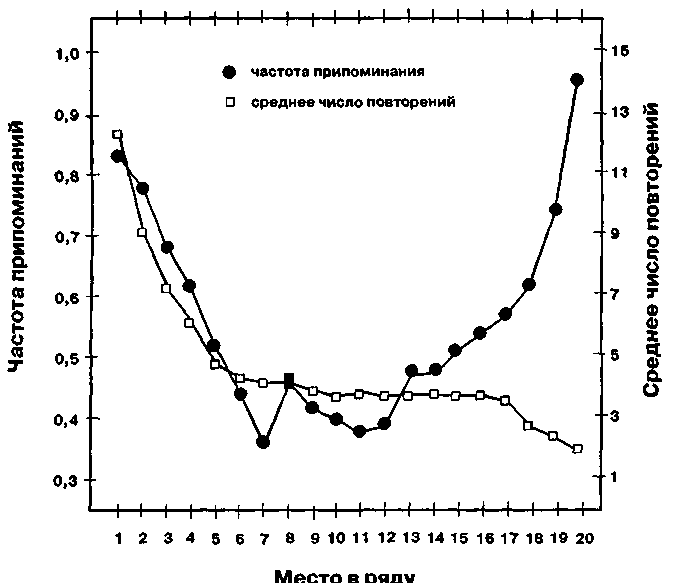 1,0
0,9
0,8
0,7
0,6
0,5
0,4
0,3
Частота припоминаний
частота припоминания
среднее число повторений
15
13
11
9
7
5
3
1
Среднее число повторений
1 2 3 4 5 6 7 8 9 10 11 12 13 14 15 16 17 18 19 20
Место в ряду